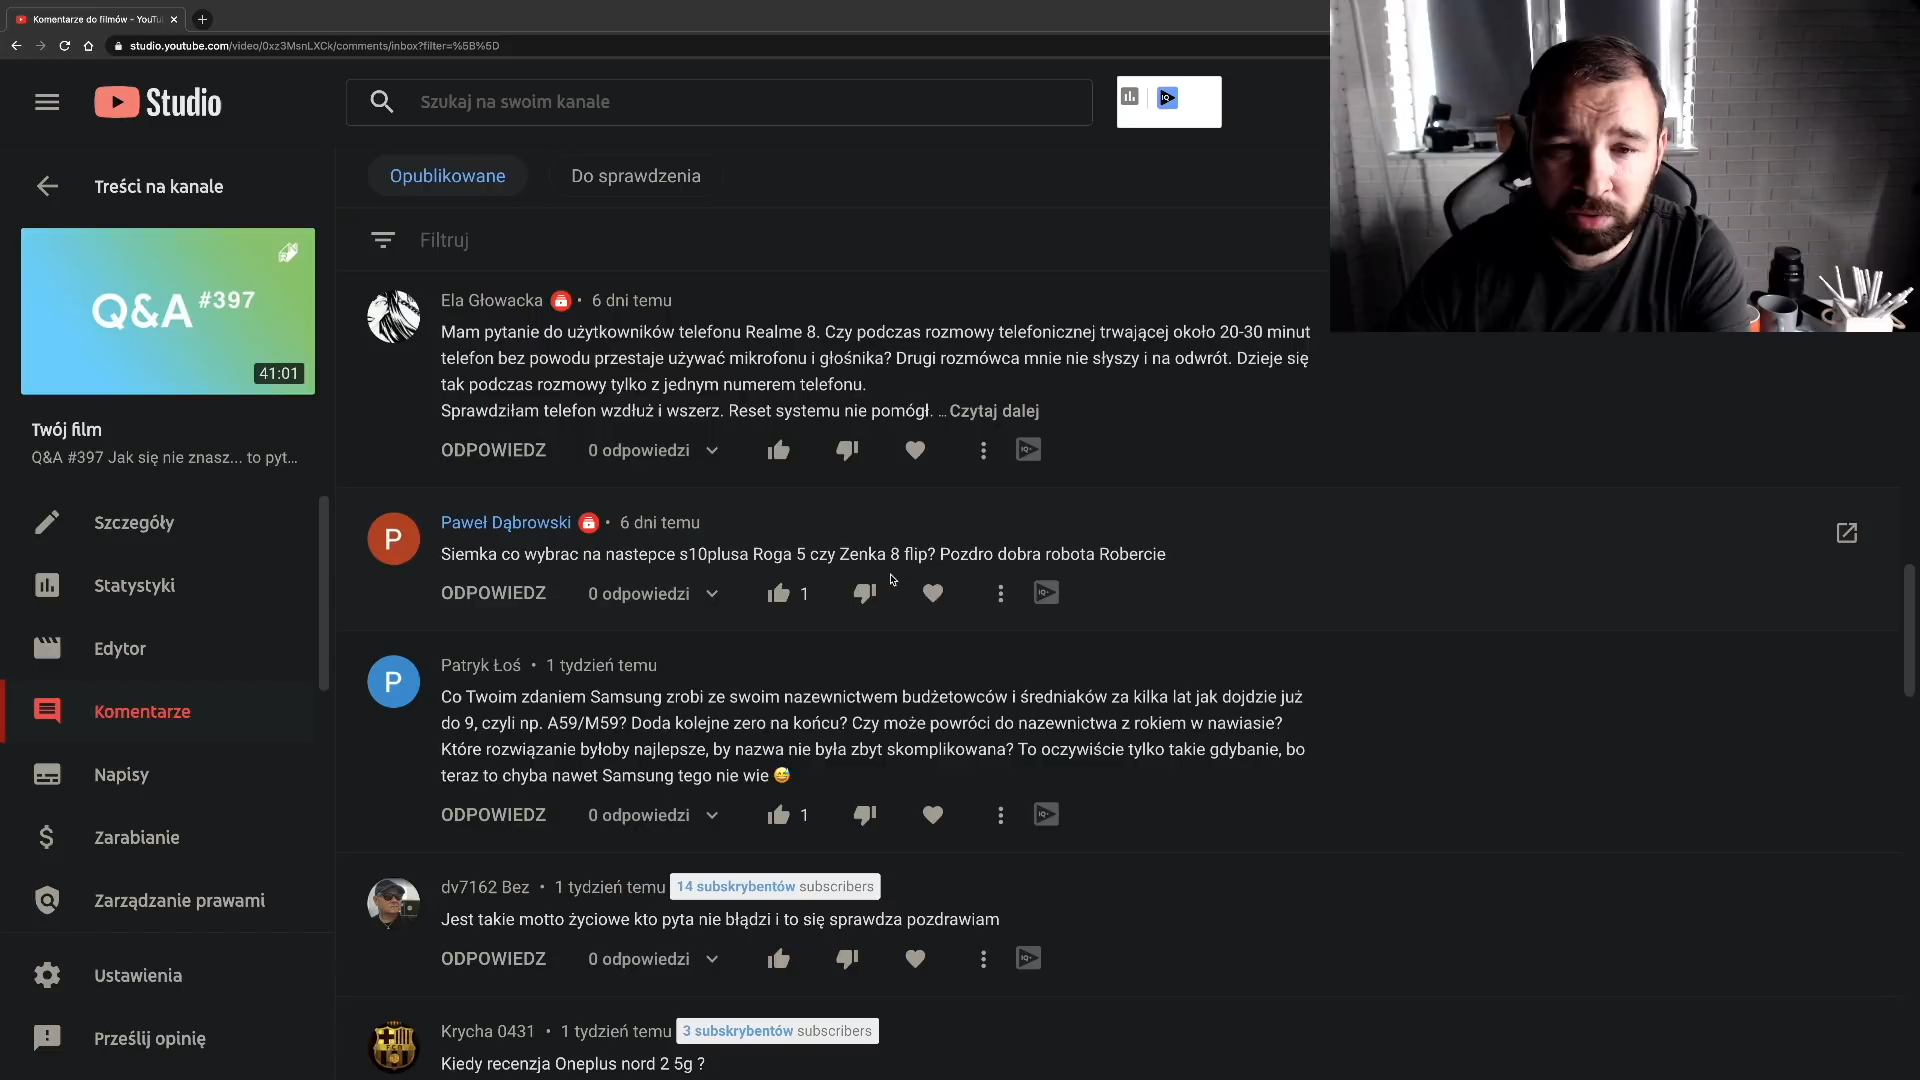 Komentarze do filmów - YouTu
studio.youtube.com/video/0xz3MsnLXCk/comments/inbox?filter=%5B%5D
Studio
Szukaj na swoim kanale
Treści na kanale
Q&A #397
41:01
Twój film
Q&A #397 Jak się nie znasz... to pyt...
Szczegóły
Statystyki
Edytor
Komentarze
Napisy
Zarabianie
Zarządzanie prawami
Ustawienia
Prześlij opinię
Opublikowane
Do sprawdzenia
Filtruj
Ela Głowacka • 6 dni temu
Mam pytanie do użytkowników telefonu Realme 8. Czy podczas rozmowy telefonicznej trwającej około 20-30 minut
telefon bez powodu przestaje używać mikrofonu i głośnika? Drugi rozmówca mnie nie słyszy i na odwrót. Dzieje się
tak podczas rozmowy tylko z jednym numerem telefonu.
Sprawdziłam telefon wzdłuż i wszerz. Reset systemu nie pomógł. ... Czytaj dalej
ODPOWIEDZ 0 odpowiedzi
Paweł Dąbrowski • 6 dni temu
P
Siemka co wybrac na nastepce s10plusa Roga 5 czy Zenka 8 flip? Pozdro dobra robota Robercie
ODPOWIEDZ 0 odpowiedzi 1
Patryk Łoś • 1 tydzień temu
P
Co Twoim zdaniem Samsung zrobi ze swoim nazewnictwem budżetowców i średniaków za kilka lat jak dojdzie już
do 9, czyli np. A59/M59? Doda kolejne zero na końcu? Czy może powróci do nazewnictwa z rokiem w nawiasie?
Które rozwiązanie byłoby najlepsze, by nazwa nie była zbyt skomplikowana? To oczywiście tylko takie gdybanie, bo
teraz to chyba nawet Samsung tego nie wie 😅
ODPOWIEDZ 0 odpowiedzi 1
dv7162 Bez • 1 tydzień temu 14 subskrybentów subscribers
Jest takie motto życiowe kto pyta nie błądzi i to się sprawdza pozdrawiam
ODPOWIEDZ 0 odpowiedzi
Krycha 0431 • 1 tydzień temu 3 subskrybentów subscribers
Kiedy recenzja Oneplus nord 2 5g ?